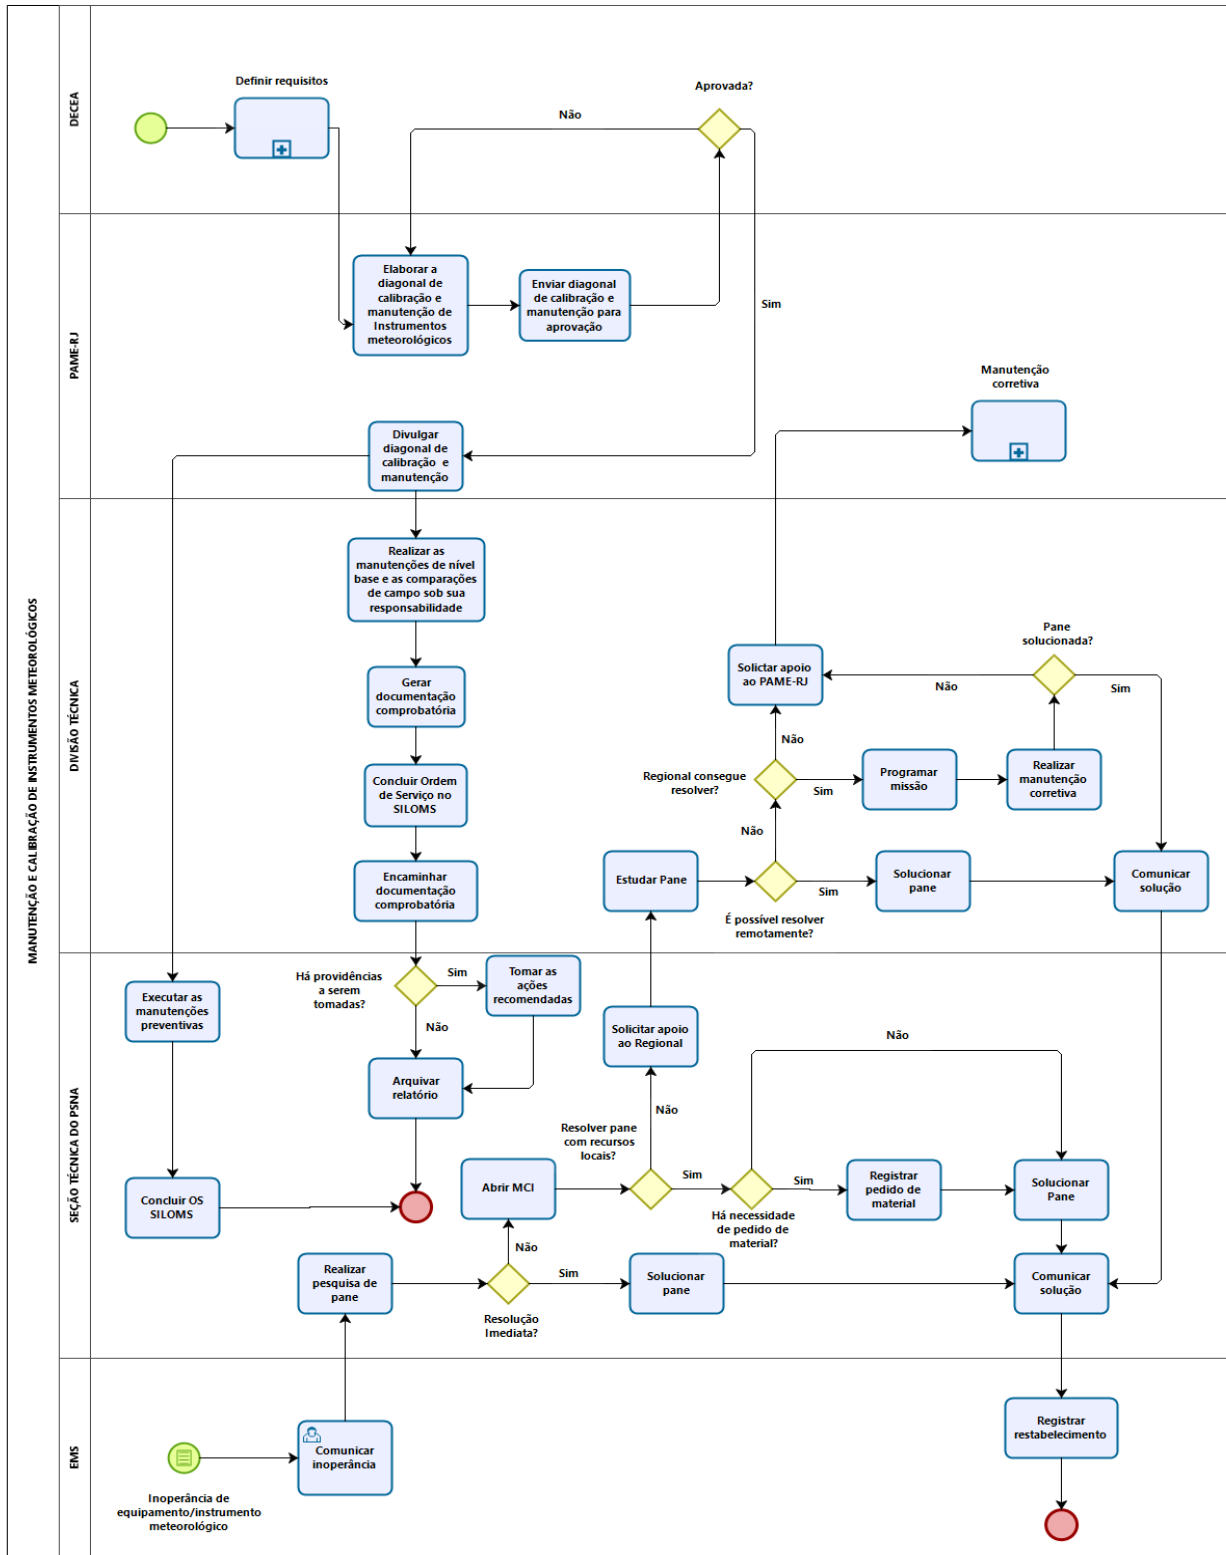 MANUTENÇÃO E CALIBRAÇÃO DE INSTRUMENTOS METEOROLÓGICOS
DECEA
Definir requisitos
Aprovada?
Não
Sim
PAME-RJ
Elaborar a
diagonal de
calibração e
manutenção de
Instrumentos
meteorológicos
Enviar diagonal
de calibração e
manutenção para
aprovação
Manutenção
corretiva
Divulgar
diagonal de
calibração e
manutenção
DIVISÃO TÉCNICA
Realizar as
manutenções de nível
base e as comparações
de campo sob sua
responsabilidade
Gerar
documentação
comprobatória
Concluir Ordem
de Serviço no
SILOMS
Encaminhar
documentação
comprobatória
Solictar apoio
ao PAME-RJ
Pane
solucionada?
Não
Sim
Não
Regional consegue
resolver?
Sim
Programar
missão
Realizar
manutenção
corretiva
Não
Estudar Pane
Sim
É possível resolver
remotamente?
Solucionar
pane
Comunicar
solução
SEÇÃO TÉCNICA DO PSNA
Executar as
manutenções
preventivas
Há providências
a serem
tomadas?
Sim
Não
Tomar as
ações
recomendadas
Arquivar
relatório
Concluir OS
SILOMS
Solicitar apoio
ao Regional
Não
Não
Resolver pane
com recursos
locais?
Abrir MCI
Sim
Há necessidade
de pedido de
material?
Sim
Registrar
pedido de
material
Solucionar
Pane
Não
Realizar
pesquisa de
pane
Resolução
Imediata?
Sim
Solucionar
pane
Comunicar
solução
EMS
Inoperância de
equipamento/instrumento
meteorológico
Comunicar
inoperância
Registrar
restabelecimento